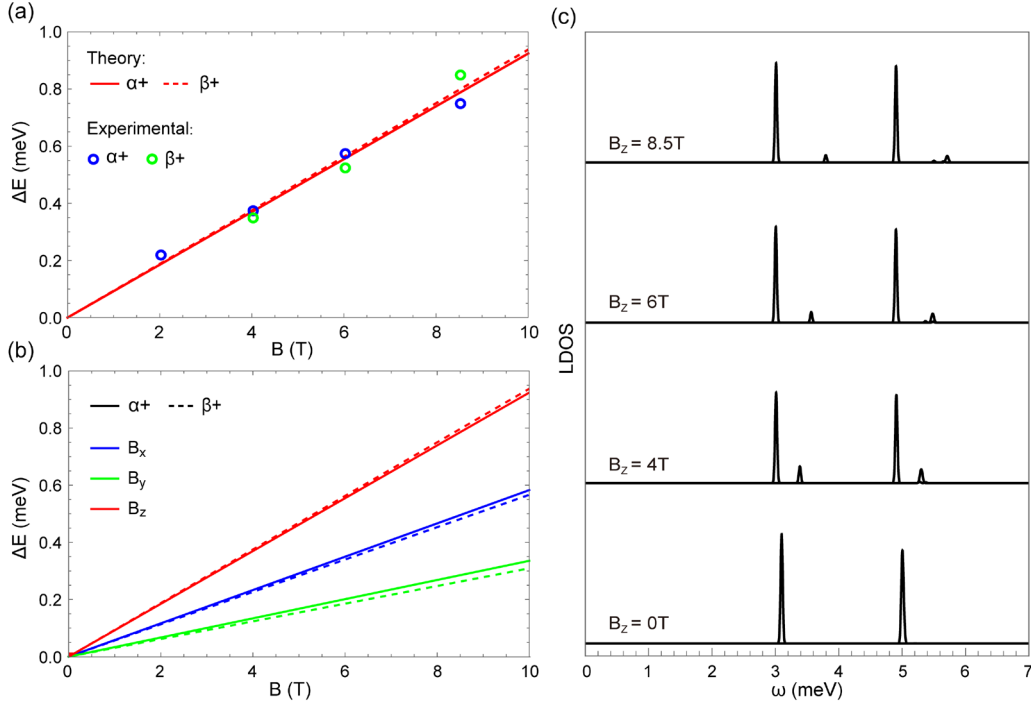 (a)
1.0
0.8
0.6
0.4
0.2
0.0
ΔE (meV)
Theory:
α+ β+
Experimental:
α+ β+
0 2 4 6 8 10
B (T)
(b)
1.0
0.8
0.6
0.4
0.2
0.0
ΔE (meV)
α+ β+
Bx
By
Bz
0 2 4 6 8 10
B (T)
(c)
LDOS
Bz = 8.5T
Bz = 6T
Bz = 4T
Bz = 0T
0 1 2 3 4 5 6 7
ω (meV)